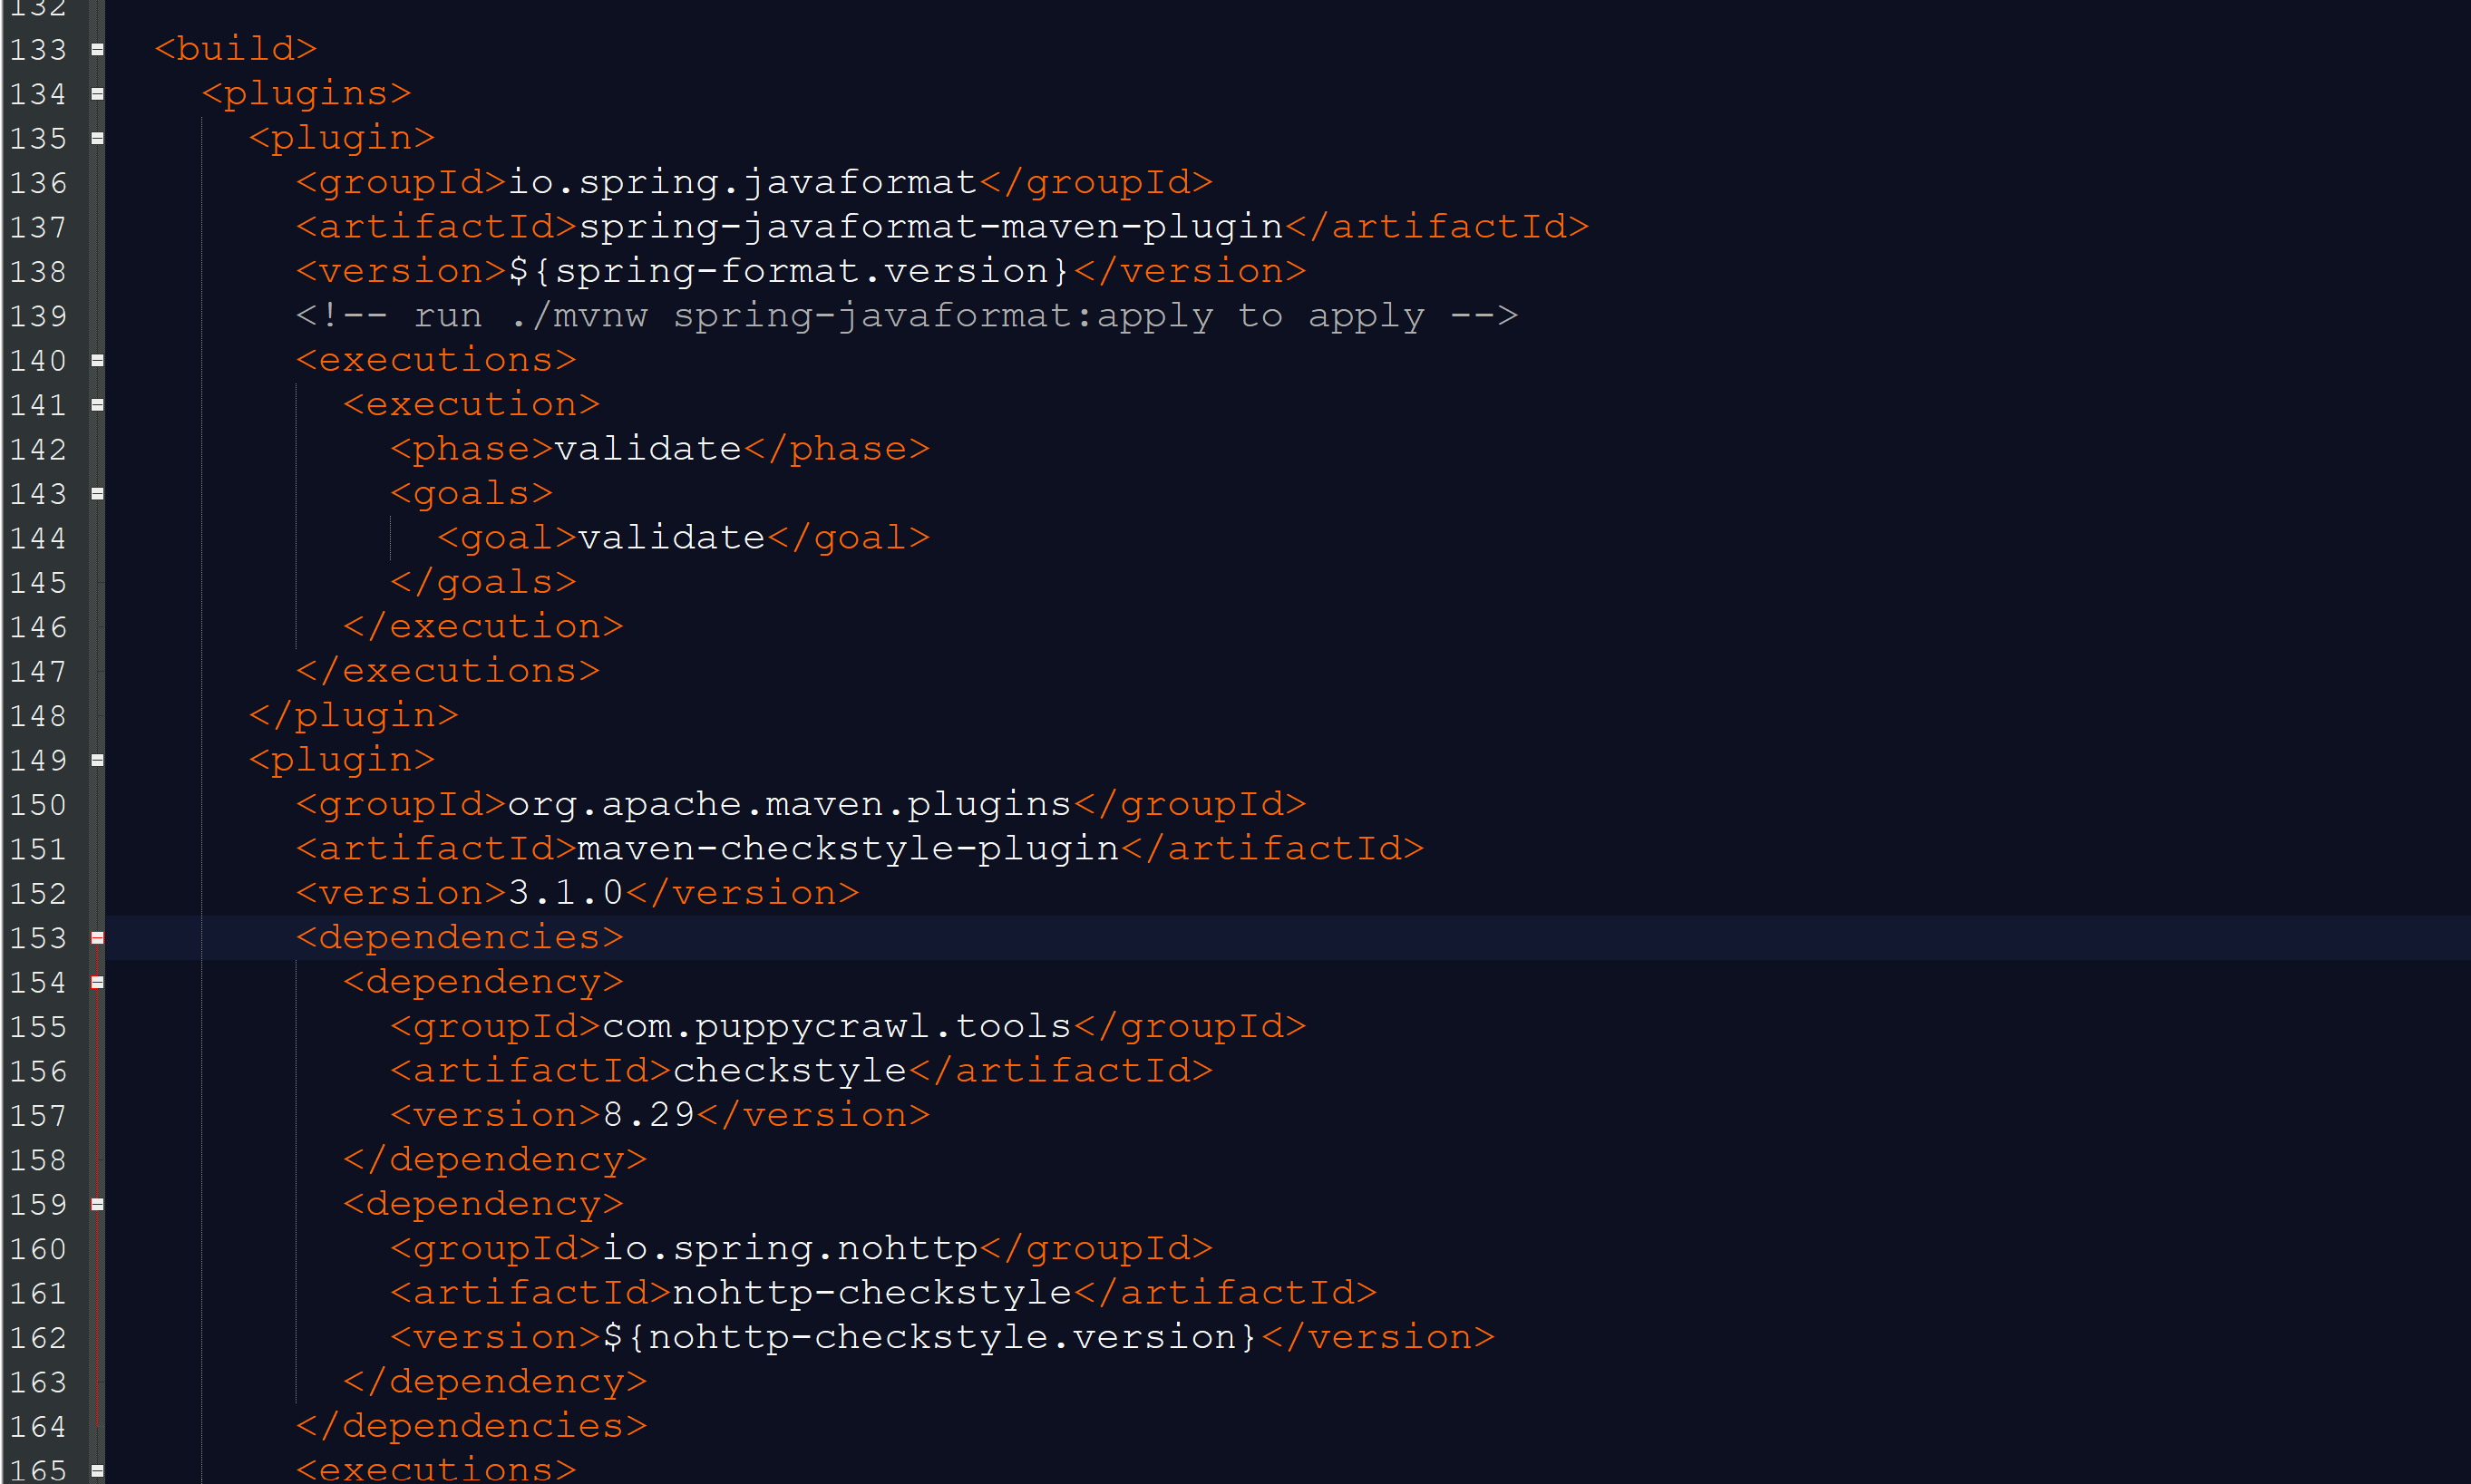 132
133 <build>
134 <plugins>
135 <plugin>
136 <groupId>io.spring.javaformat</groupId>
137 <artifactId>spring-javaformat-maven-plugin</artifactId>
138 <version>${spring-format.version}</version>
139 <!-- run ./mvnw spring-javaformat:apply to apply -->
140 <executions>
141 <execution>
142 <phase>validate</phase>
143 <goals>
144 <goal>validate</goal>
145 </goals>
146 </execution>
147 </executions>
148 </plugin>
149 <plugin>
150 <groupId>org.apache.maven.plugins</groupId>
151 <artifactId>maven-checkstyle-plugin</artifactId>
152 <version>3.1.0</version>
153 <dependencies>
154 <dependency>
155 <groupId>com.puppycrawl.tools</groupId>
156 <artifactId>checkstyle</artifactId>
157 <version>8.29</version>
158 </dependency>
159 <dependency>
160 <groupId>io.spring.nohttp</groupId>
161 <artifactId>nohttp-checkstyle</artifactId>
162 <version>${nohttp-checkstyle.version}</version>
163 </dependency>
164 </dependencies>
165 <executions>